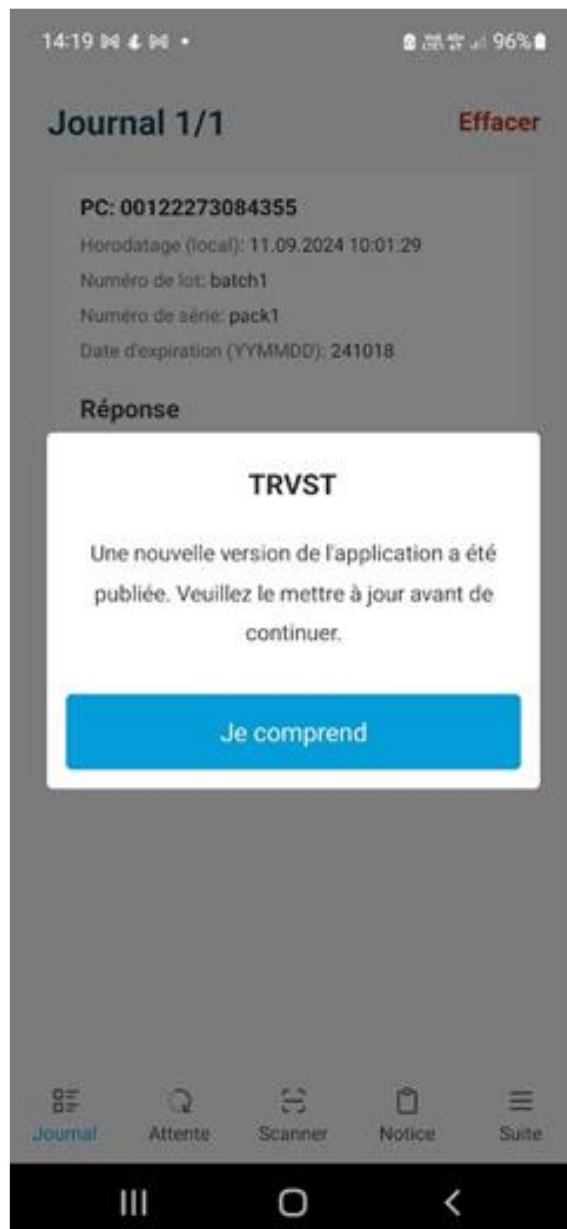 14:19
96%
Journal 1/1 Effacer
PC: 00122273084355
Horodatage (local): 11.09.2024 10:01:29
Numéro de lot: batch1
Numéro de série: pack1
Date d'expiration (YYMMDD): 241018
Réponse
TRVST
Une nouvelle version de l'application a été
publiée. Veuillez le mettre à jour avant de
continuer.
Je comprend
Journal Attente Scanner Notice Suite